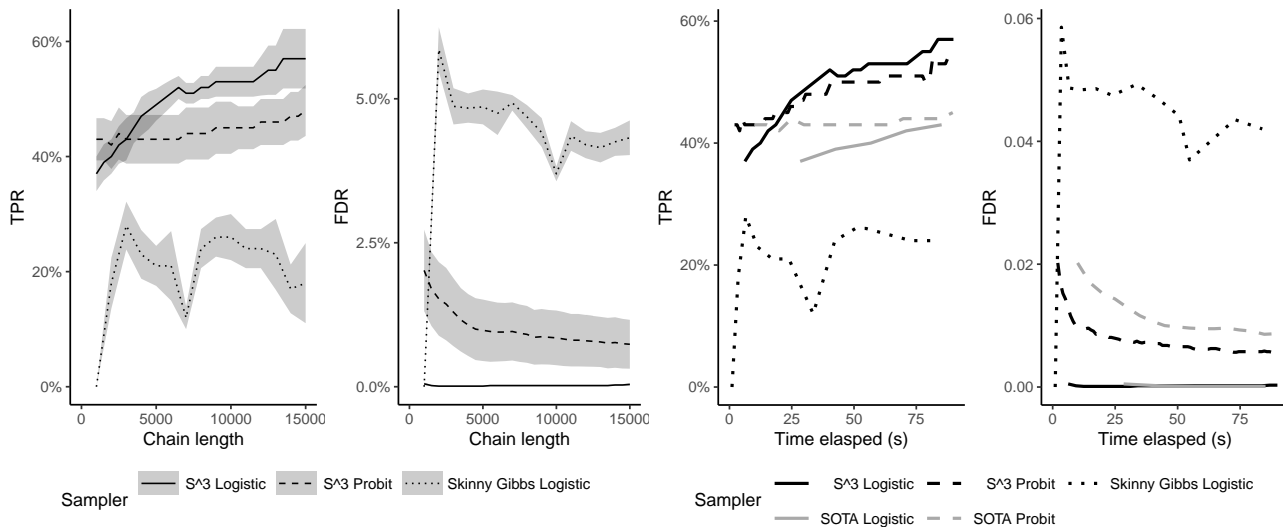 60%
40%
20%
0%
TPR
0
5000
10000
15000
Chain length
5.0%
2.5%
0.0%
FDR
0
5000
10000
15000
Chain length
60%
40%
20%
0%
TPR
0
25
50
75
Time elasped (s)
0.06
0.04
0.02
0.00
FDR
0
25
50
75
Time elasped (s)
Sampler
S^3 Logistic
S^3 Probit
Skinny Gibbs Logistic
Sampler
S^3 Logistic
S^3 Probit
Skinny Gibbs Logistic
SOTA Logistic
SOTA Probit